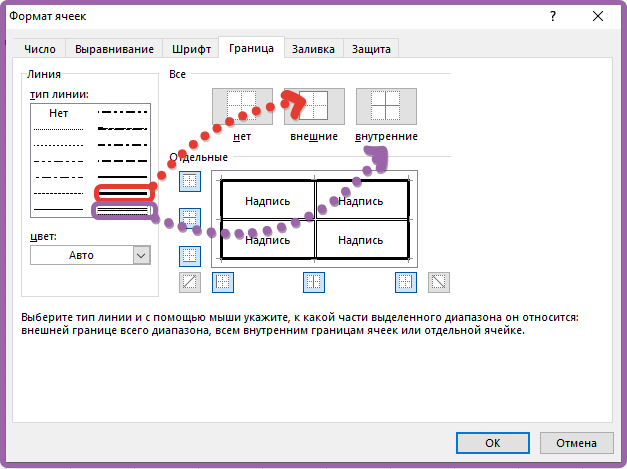 Формат ячеек
Число Выравнивание Шрифт Граница Заливка Защита
Линия
тип линии:
Нет
цвет:
Авто
Все
нет внешние внутренние
Отдельные
Надпись Надпись
Надпись Надпись
Выберите тип линии и с помощью мыши укажите, к какой части выделенного диапазона он относится:
внешней границе всего диапазона, всем внутренним границам ячеек или отдельной ячейке.
ОК Отмена